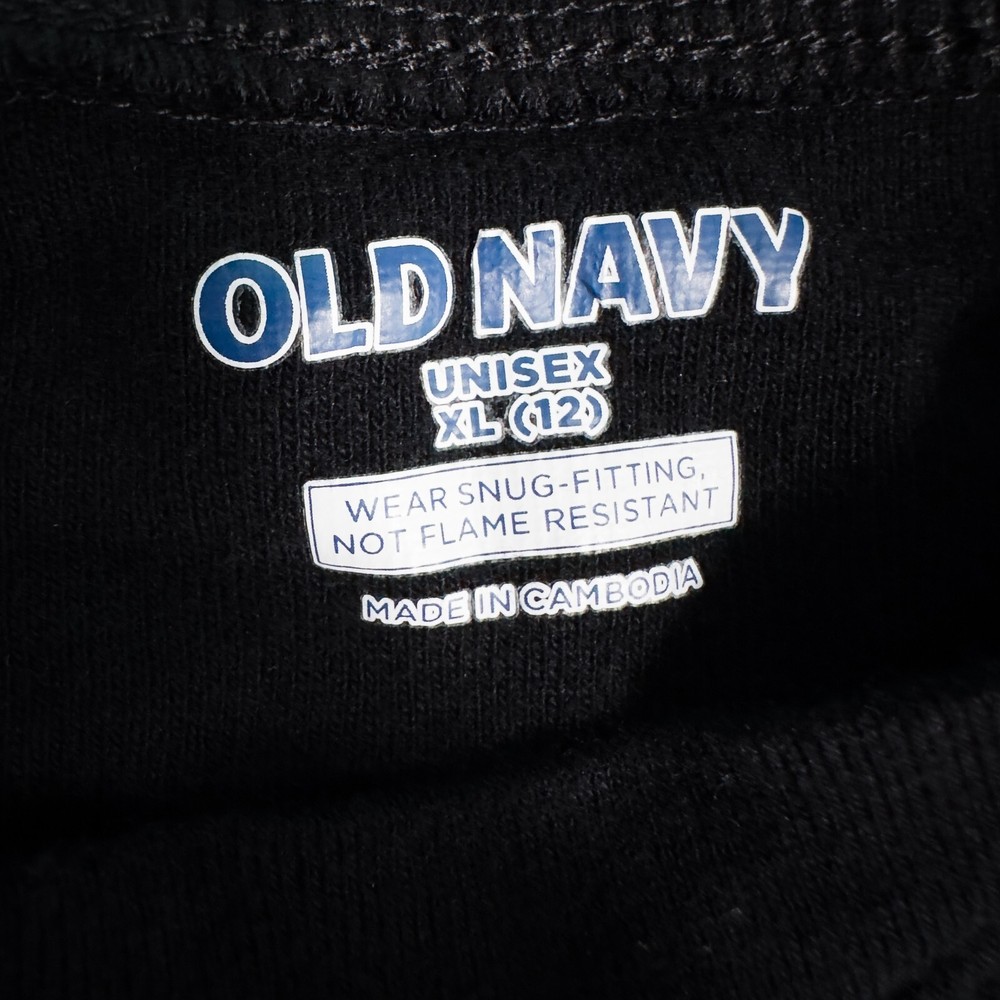 OLD NAVY
UNISEX
XL (12)
WEAR SNUG-FITTING,
NOT FLAME RESISTANT
MADE IN CAMBODIA